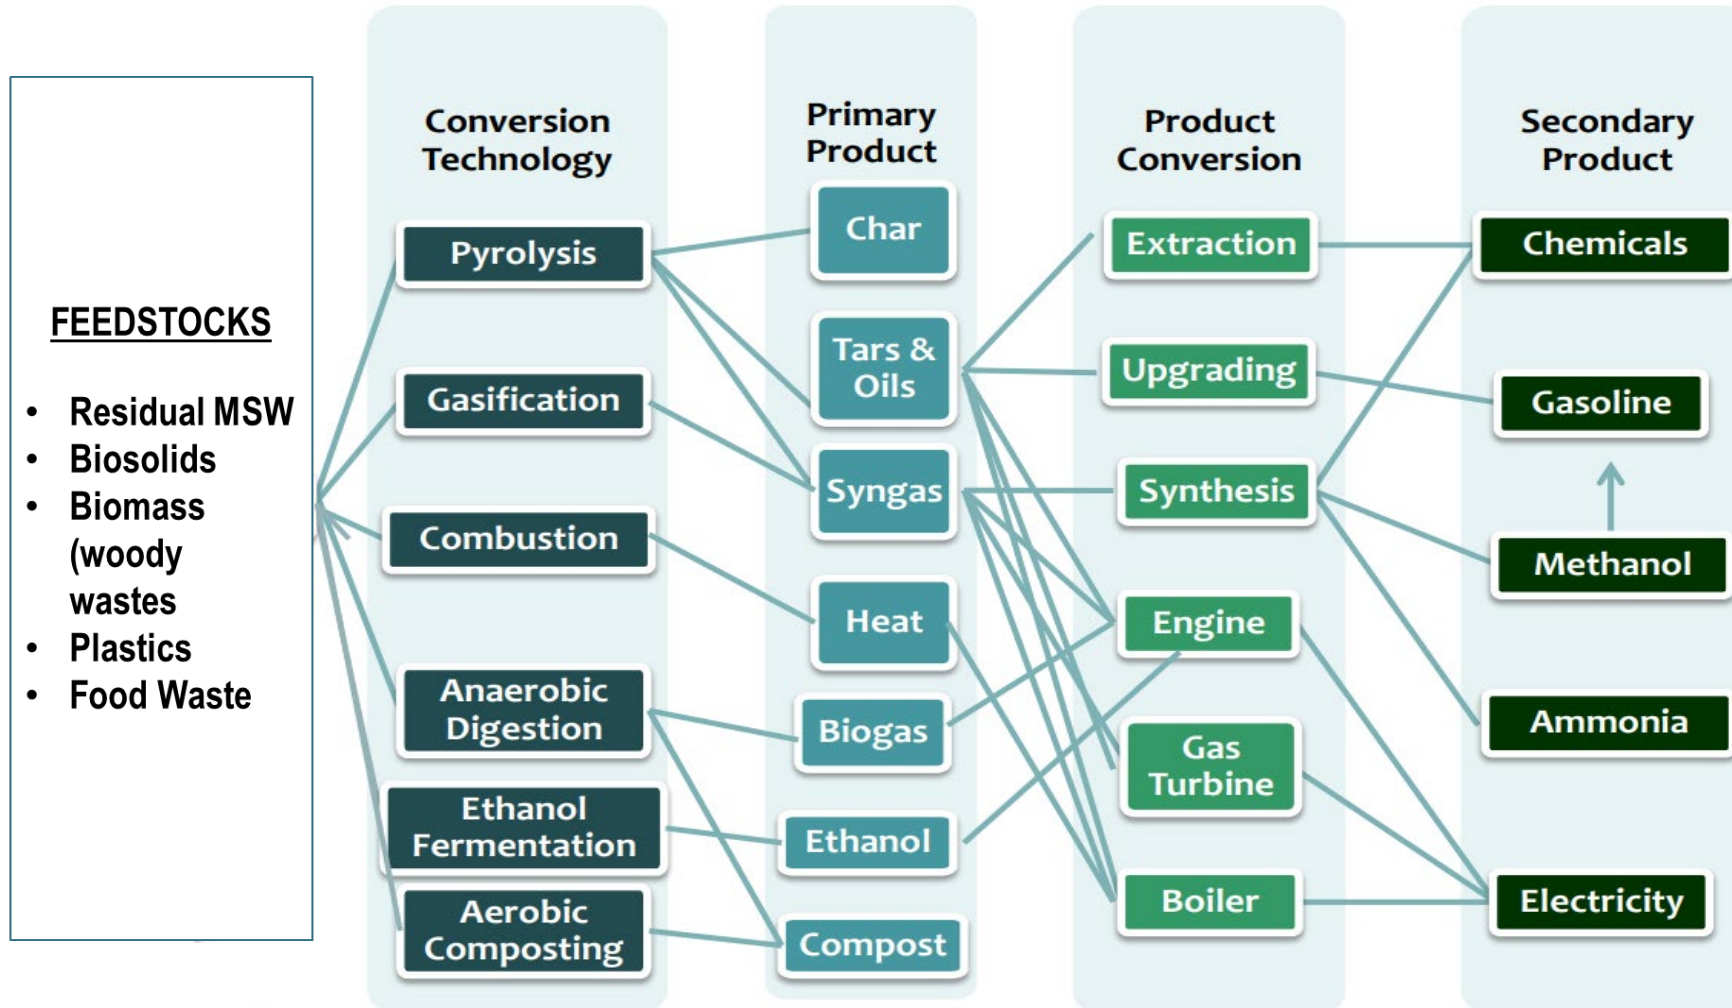 FEEDSTOCKS
• Residual MSW
• Biosolids
• Biomass
(woody
wastes
• Plastics
• Food Waste
Conversion
Technology
Pyrolysis
Gasification
Combustion
Anaerobic
Digestion
Ethanol
Fermentation
Aerobic
Composting
Primary
Product
Char
Tars &
Oils
Syngas
Heat
Biogas
Ethanol
Compost
Product
Conversion
Extraction
Upgrading
Synthesis
Engine
Gas
Turbine
Boiler
Secondary
Product
Chemicals
Gasoline
Methanol
Ammonia
Electricity